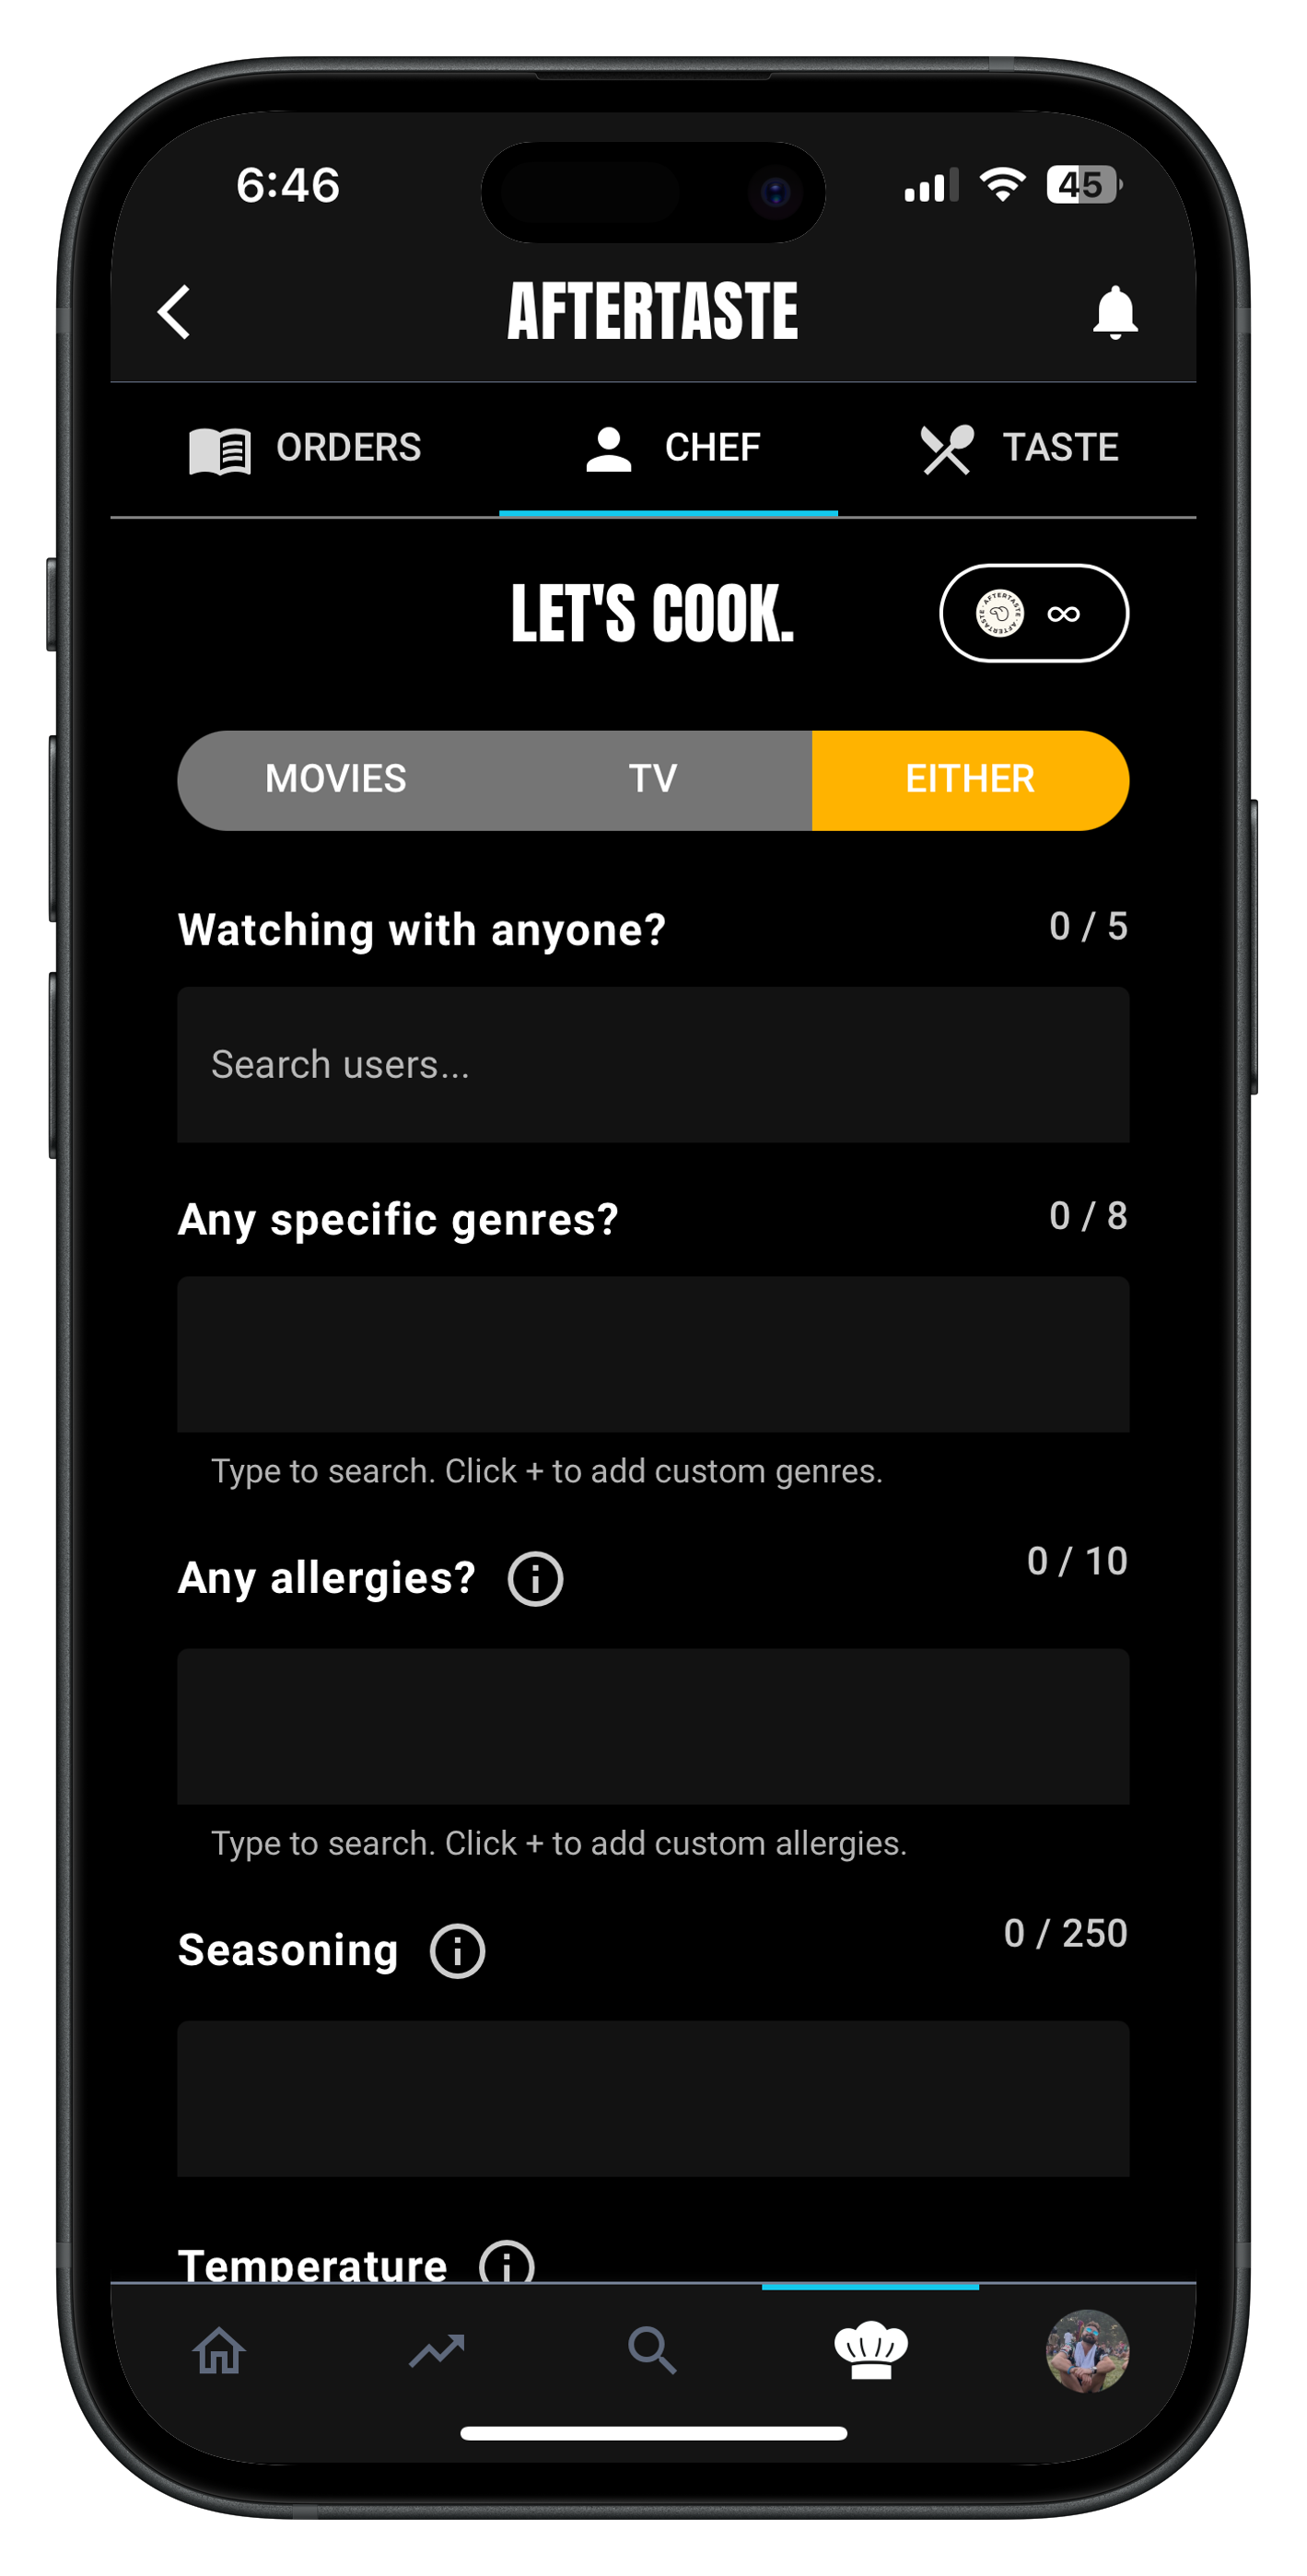 6:46
45
AFTERTASTE
ORDERS
CHEF
TASTE
LET'S COOK.
AFTERTASTE · AFTERTASTE ·
∞
MOVIES
TV
EITHER
Watching with anyone?
0 / 5
Search users...
Any specific genres?
0 / 8
Type to search. Click + to add custom genres.
Any allergies?
0 / 10
Type to search. Click + to add custom allergies.
Seasoning
0 / 250
Temperature